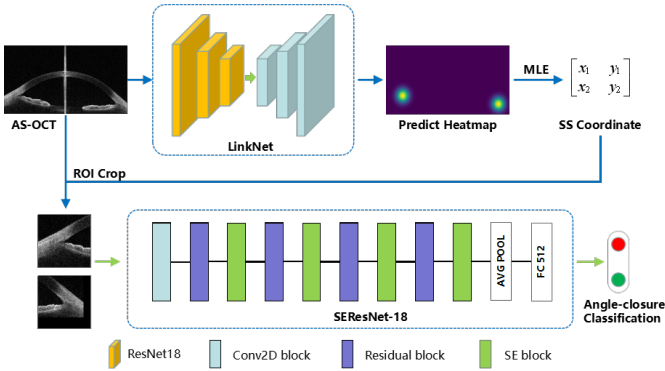 AS-OCT
LinkNet
Predict Heatmap
MLE
x₁ y₁
x₂ y₂
SS Coordinate
ROI Crop
AVG POOL
FC 512
SEResNet-18
Angle-closure
Classification
ResNet18
Conv2D block
Residual block
SE block